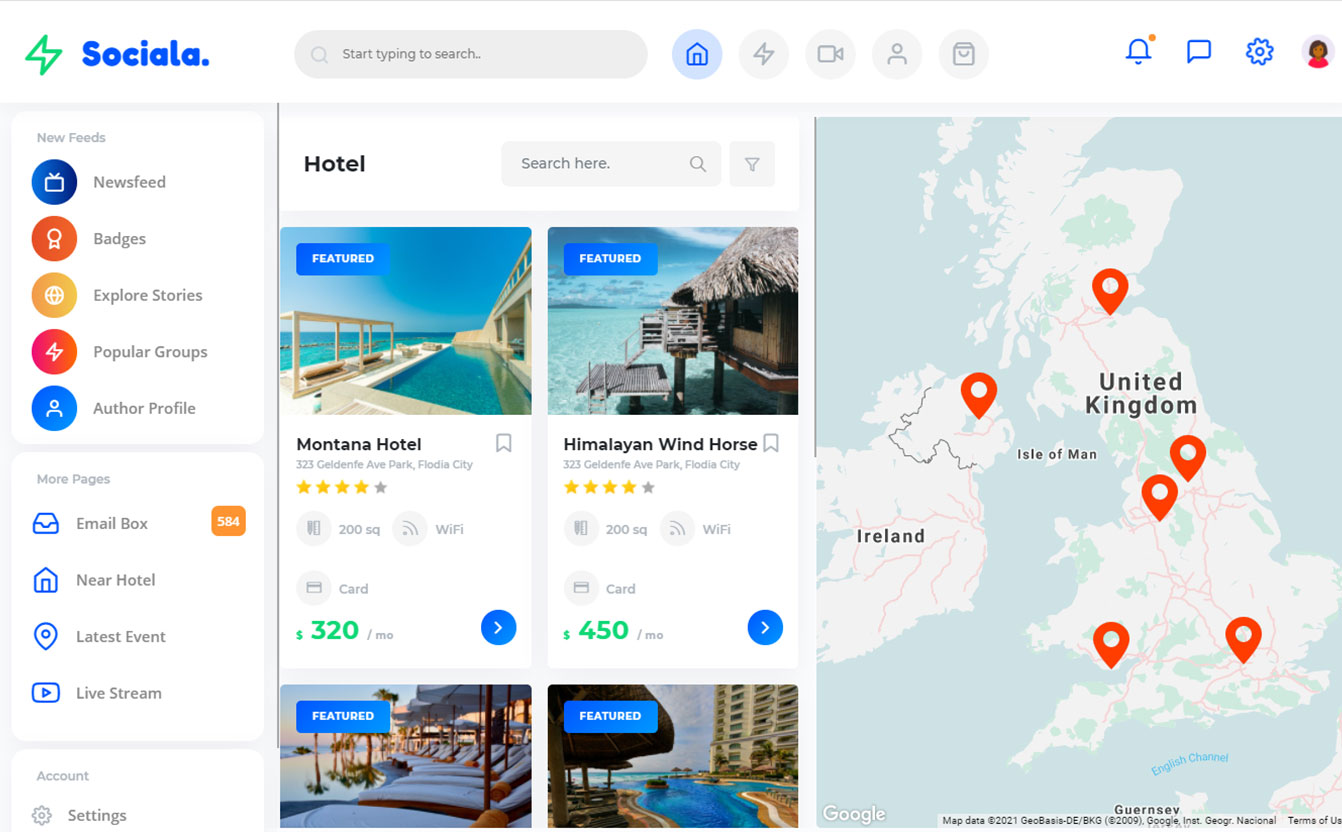 Sociala.
Start typing to search..
New Feeds
Newsfeed
Badges
Explore Stories
Popular Groups
Author Profile
More Pages
Email Box
584
Near Hotel
Latest Event
Live Stream
Account
Settings
Hotel
Search here.
FEATURED
Montana Hotel
323 Geldenfe Ave Park, Flodia City
200 sq
WiFi
Card
$ 320 / mo
FEATURED
Himalayan Wind Horse
323 Geldenfe Ave Park, Flodia City
200 sq
WiFi
Card
$ 450 / mo
FEATURED
FEATURED
United
Kingdom
Isle of Man
Ireland
English Channel
Guernsey
Google
Map data ©2021 GeoBasis-DE/BKG (©2009), Google, Inst. Geogr. Nacional
Terms of U